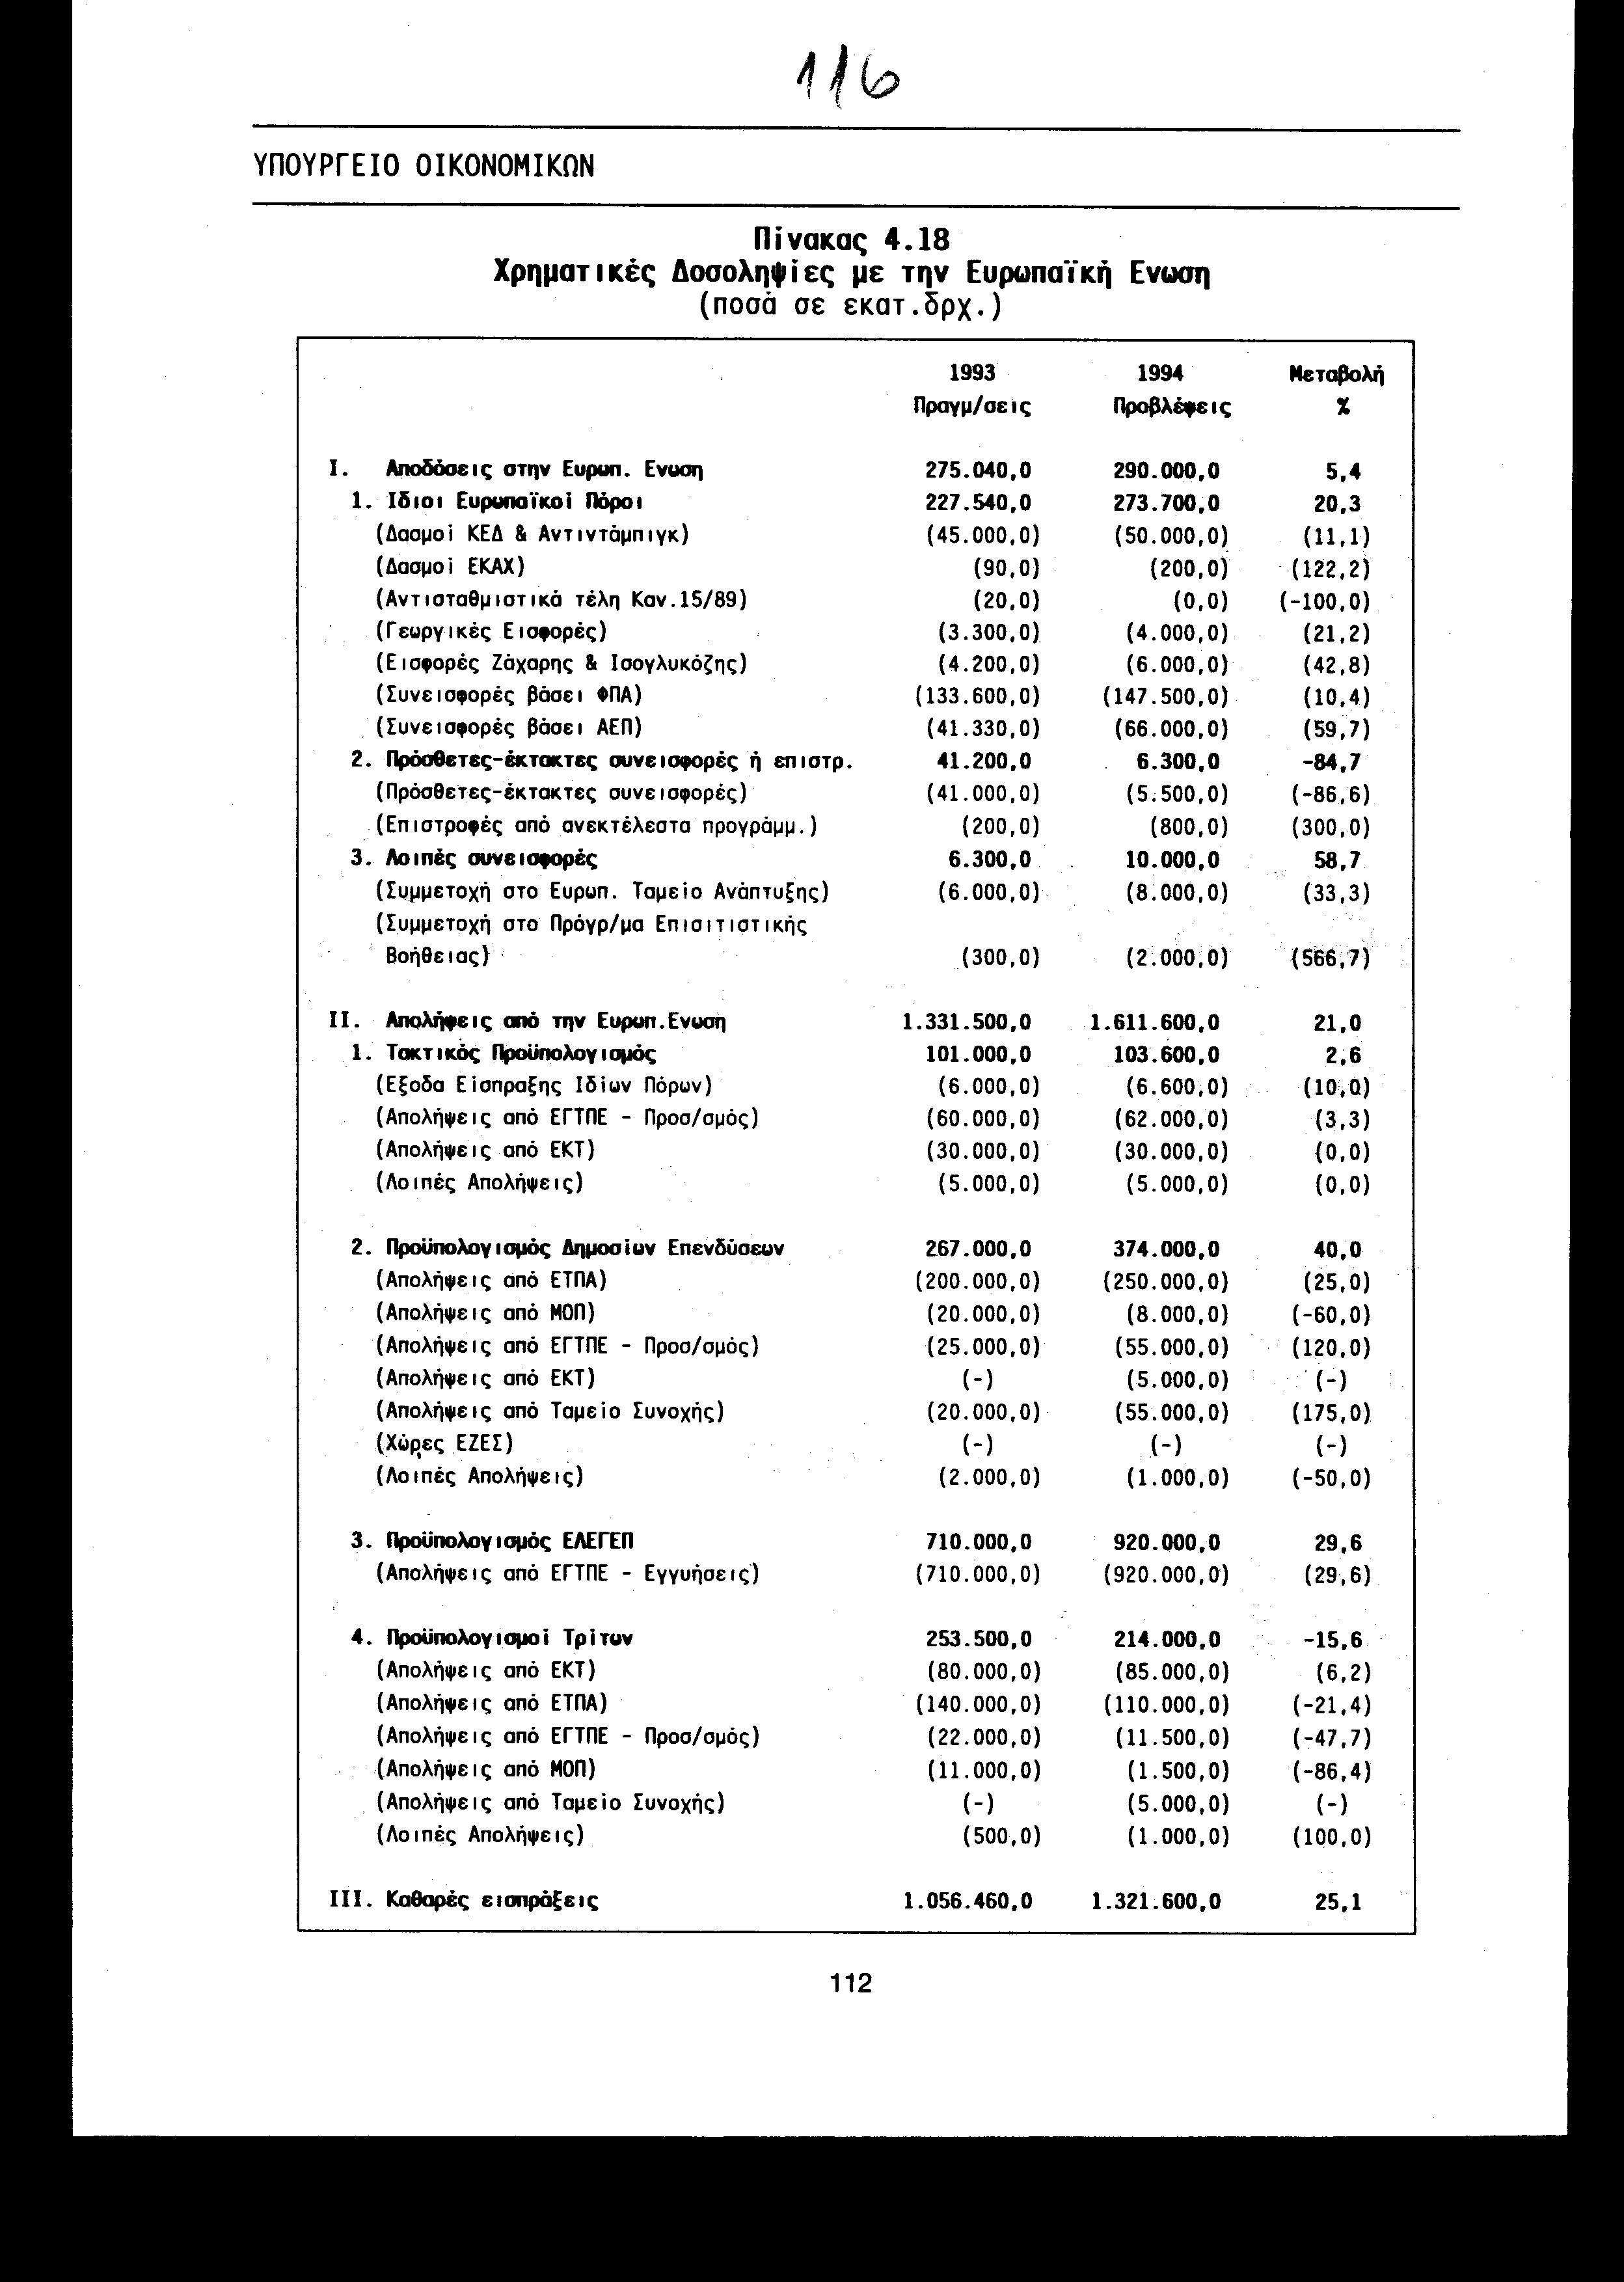 116
ΥΠΟΥΡΓΕΙΟ ΟΙΚΟΝΟΜΙΚΩΝ
Πίνακας 4.18
Χρηματικές Δοσοληψίες με την Ευρωπαϊκή Ενωση
(ποσά σε εκατ.δρχ.)
1993 1994 Μεταβολή
Πραγμ/σεις Προβλέψεις %
I. Αποδόσεις στην Ευρωπ. Ενωση 275.040,0 290.000,0 5,4
1. Ιδιοι Ευρωπαϊκοί Πόροι 227.540,0 273.700,0 20,3
(Δασμοί ΚΕΔ & Αντιντάμπιγκ) (45.000,0) (50.000,0) (11,1)
(Δασμοί ΕΚΑΧ) (90,0) (200,0) (122,2)
(Αντισταθμιστικά τέλη Καν.15/89) (20,0) (0,0) (-100,0)
(Γεωργικές Εισφορές) (3.300,0) (4.000,0) (21,2)
(Εισφορές Ζάχαρης & Ισογλυκόζης) (4.200,0) (6.000,0) (42,8)
(Συνεισφορές βάσει ΦΠΑ) (133.600,0) (147.500,0) (10,4)
(Συνεισφορές βάσει ΑΕΠ) (41.330,0) (66.000,0) (59,7)
2. Πρόσθετες-έκτακτες συνεισφορές ή επιστρ. 41.200,0 6.300,0 -84,7
(Πρόσθετες-έκτακτες συνεισφορές) (41.000,0) (5.500,0) (-86,6)
(Επιστροφές από ανεκτέλεστα προγράμμ.) (200,0) (800,0) (300,0)
3. Λοιπές συνεισφορές 6.300,0 10.000,0 58,7
(Συμμετοχή στο Ευρωπ. Ταμείο Ανάπτυξης) (6.000,0) (8.000,0) (33,3)
(Συμμετοχή στο Πρόγρ/μα Επισιτιστικής
Βοήθειας) (300,0) (2.000,0) (566,7)
II. Απολήψεις από την Ευρωπ.Ενωση 1.331.500,0 1.611.600,0 21,0
1. Τακτικός Προϋπολογισμός 101.000,0 103.600,0 2,6
(Εξοδα Είσπραξης Ιδίων Πόρων) (6.000,0) (6.600,0) (10,0)
(Απολήψεις από ΕΓΤΠΕ - Προσ/σμός) (60.000,0) (62.000,0) (3,3)
(Απολήψεις από ΕΚΤ) (30.000,0) (30.000,0) (0,0)
(Λοιπές Απολήψεις) (5.000,0) (5.000,0) (0,0)
2. Προϋπολογισμός Δημοσίων Επενδύσεων 267.000,0 374.000,0 40,0
(Απολήψεις από ΕΤΠΑ) (200.000,0) (250.000,0) (25,0)
(Απολήψεις από ΜΟΠ) (20.000,0) (8.000,0) (-60,0)
(Απολήψεις από ΕΓΤΠΕ - Προσ/σμός) (25.000,0) (55.000,0) (120,0)
(Απολήψεις από ΕΚΤ) (-) (5.000,0) (-)
(Απολήψεις από Ταμείο Συνοχής) (20.000,0) (55.000,0) (175,0)
(Χώρες ΕΖΕΣ) (-) (-) (-)
(Λοιπές Απολήψεις) (2.000,0) (1.000,0) (-50,0)
3. Προϋπολογισμός ΕΛΕΓΕΠ 710.000,0 920.000,0 29,6
(Απολήψεις από ΕΓΤΠΕ - Εγγυήσεις) (710.000,0) (920.000,0) (29,6)
4. Προϋπολογισμοί Τρίτων 253.500,0 214.000,0 -15,6
(Απολήψεις από ΕΚΤ) (80.000,0) (85.000,0) (6,2)
(Απολήψεις από ΕΤΠΑ) (140.000,0) (110.000,0) (-21,4)
(Απολήψεις από ΕΓΤΠΕ - Προσ/σμός) (22.000,0) (11.500,0) (-47,7)
(Απολήψεις από ΜΟΠ) (11.000,0) (1.500,0) (-86,4)
(Απολήψεις από Ταμείο Συνοχής) (-) (5.000,0) (-)
(Λοιπές Απολήψεις) (500,0) (1.000,0) (100,0)
III. Καθαρές εισπράξεις 1.056.460,0 1.321.600,0 25,1
112